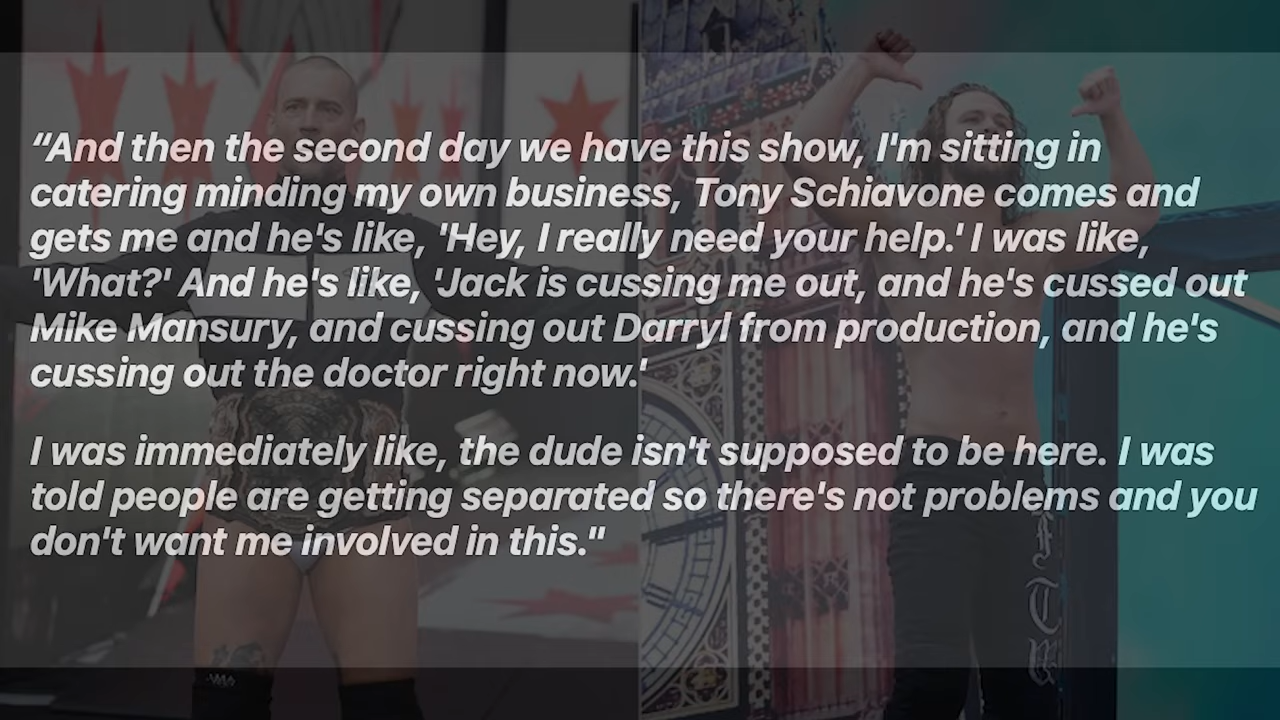 “And then the second day we have this show, I'm sitting in
catering minding my own business, Tony Schiavone comes and
gets me and he's like, 'Hey, I really need your help.' I was like,
'What?' And he's like, 'Jack is cussing me out, and he's cussed out
Mike Mansury, and cussing out Darryl from production, and he's
cussing out the doctor right now.'
I was immediately like, the dude isn't supposed to be here. I was
told people are getting separated so there's not problems and you
don't want me involved in this."